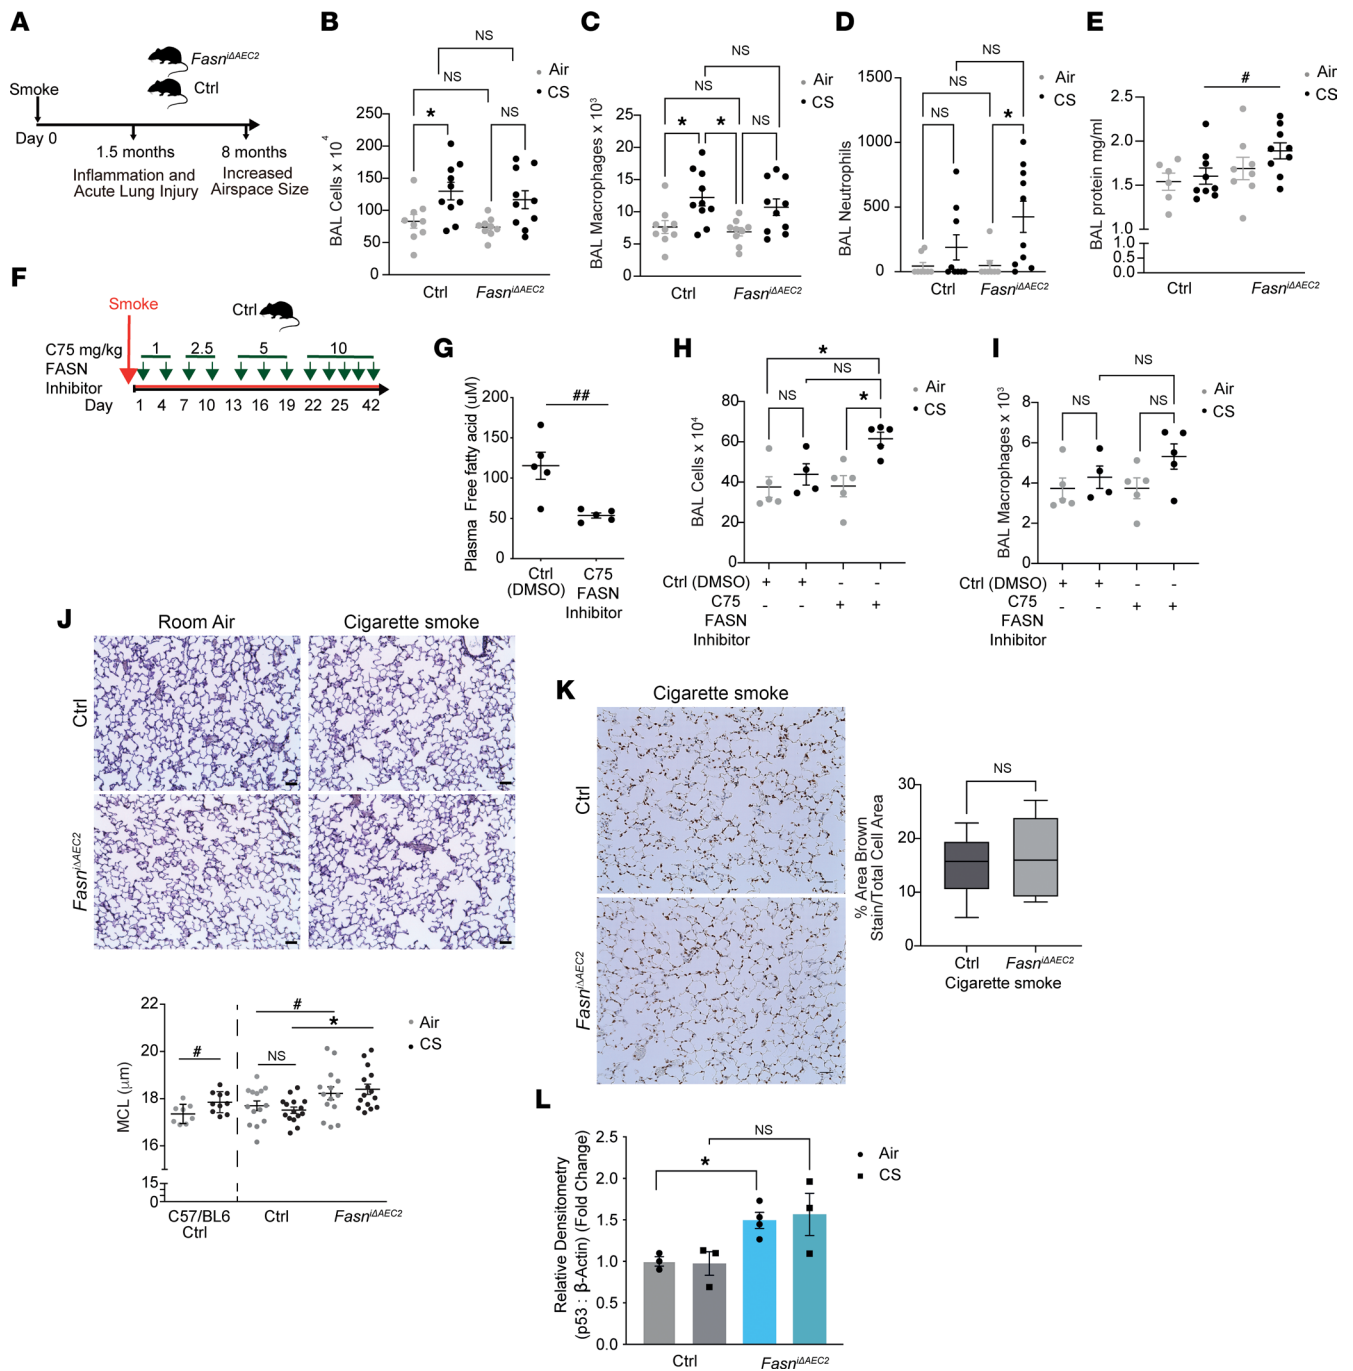 A
Fasn^iΔAEC2
Ctrl
Smoke
Day 0
1.5 months
8 months
Inflammation and
Acute Lung Injury
Increased
Airspace Size
B
NS
NS
NS
*
Air
CS
BAL Cells x 10^4
250
200
150
100
50
0
Ctrl
Fasn^iΔAEC2
C
NS
NS
*
*
NS
Air
CS
BAL Macrophages x 10^3
25
20
15
10
5
0
Ctrl
Fasn^iΔAEC2
D
NS
NS
NS
*
Air
CS
BAL Neutrophils
1500
1000
500
0
Ctrl
Fasn^iΔAEC2
E
#
Air
CS
BAL protein mg/ml
2.5
2.0
1.5
1.0
1.0
0.5
0.0
Ctrl
Fasn^iΔAEC2
F
Smoke
Ctrl
C75 mg/kg
1
2.5
5
10
FASN
Inhibitor
Day
1 4 7 10 13 16 19 22 25 42
G
##
Plasma Free fatty acid (uM)
200
150
100
50
0
Ctrl
(DMSO)
C75
FASN
Inhibitor
H
*
NS
NS
*
Air
CS
BAL Cells x 10^4
80
60
40
20
0
Ctrl (DMSO) + + - -
C75 - - + +
FASN
Inhibitor
I
NS
NS
NS
Air
CS
BAL Macrophages x 10^3
8
6
4
2
0
Ctrl (DMSO) + + - -
C75 - - + +
FASN
Inhibitor
J
Room Air
Cigarette smoke
Ctrl
Fasn^iΔAEC2
#
*
#
NS
Air
CS
MCL (μm)
22
20
18
16
15
0
C57/BL6
Ctrl
Ctrl
Fasn^iΔAEC2
K
Cigarette smoke
Ctrl
Fasn^iΔAEC2
NS
% Area Brown
Stain/Total Cell Area
30
20
10
0
Ctrl
Fasn^iΔAEC2
Cigarette smoke
L
NS
*
Air
CS
Relative Densitometry
(p53 : β-Actin) (Fold Change)
2.5
2.0
1.5
1.0
0.5
0.0
Ctrl
Fasn^iΔAEC2